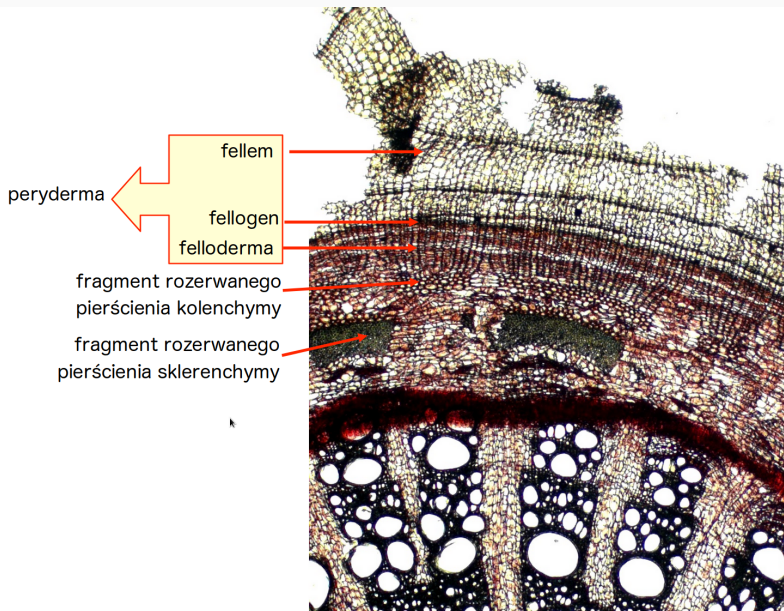 fellem
peryderma
fellogen
felloderma
fragment rozerwanego
pierścienia kolenchymy
fragment rozerwanego
pierścienia sklerenchymy